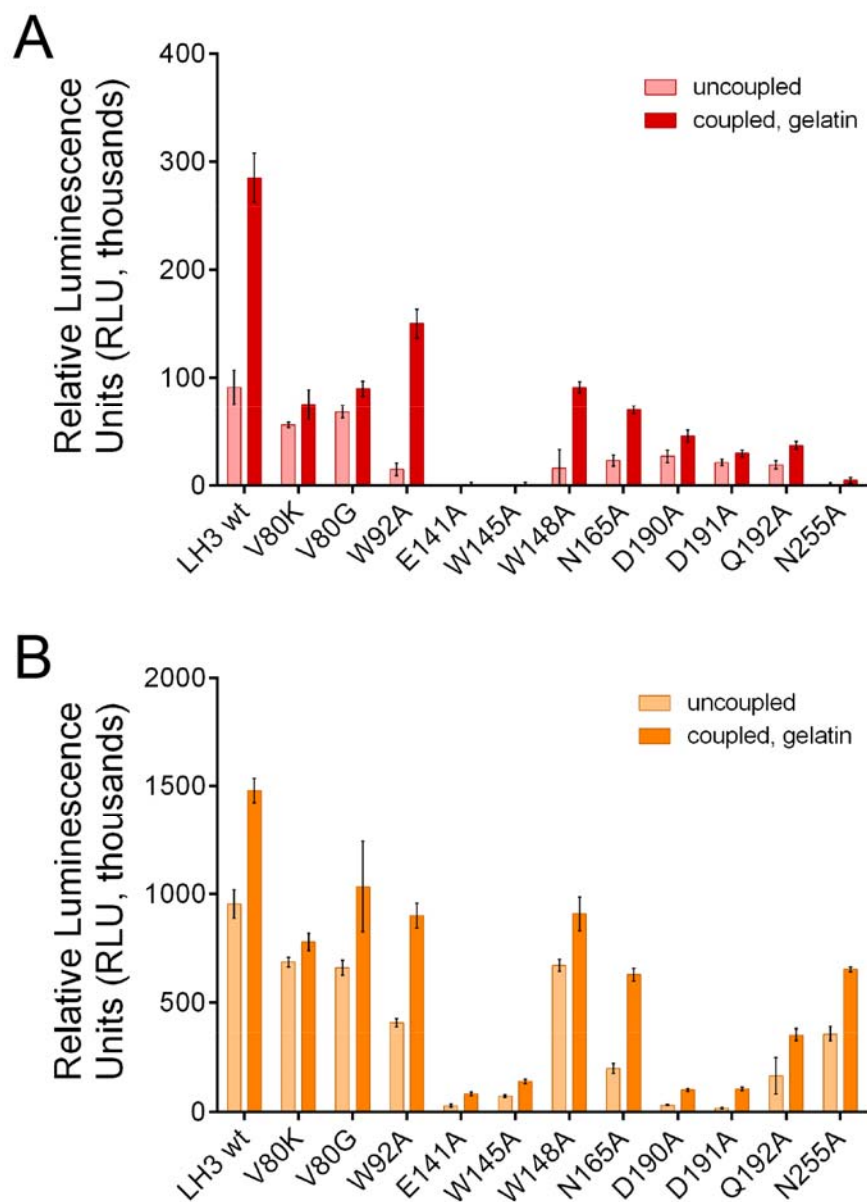 A
Relative Luminescence
Units (RLU, thousands)
400
300
200
100
0
uncoupled
coupled, gelatin
LH3 wt
V80K
V80G
W92A
E141A
W145A
W148A
N165A
D190A
D191A
Q192A
N255A
B
Relative Luminescence
Units (RLU, thousands)
2000
1500
1000
500
0
uncoupled
coupled, gelatin
LH3 wt
V80K
V80G
W92A
E141A
W145A
W148A
N165A
D190A
D191A
Q192A
N255A